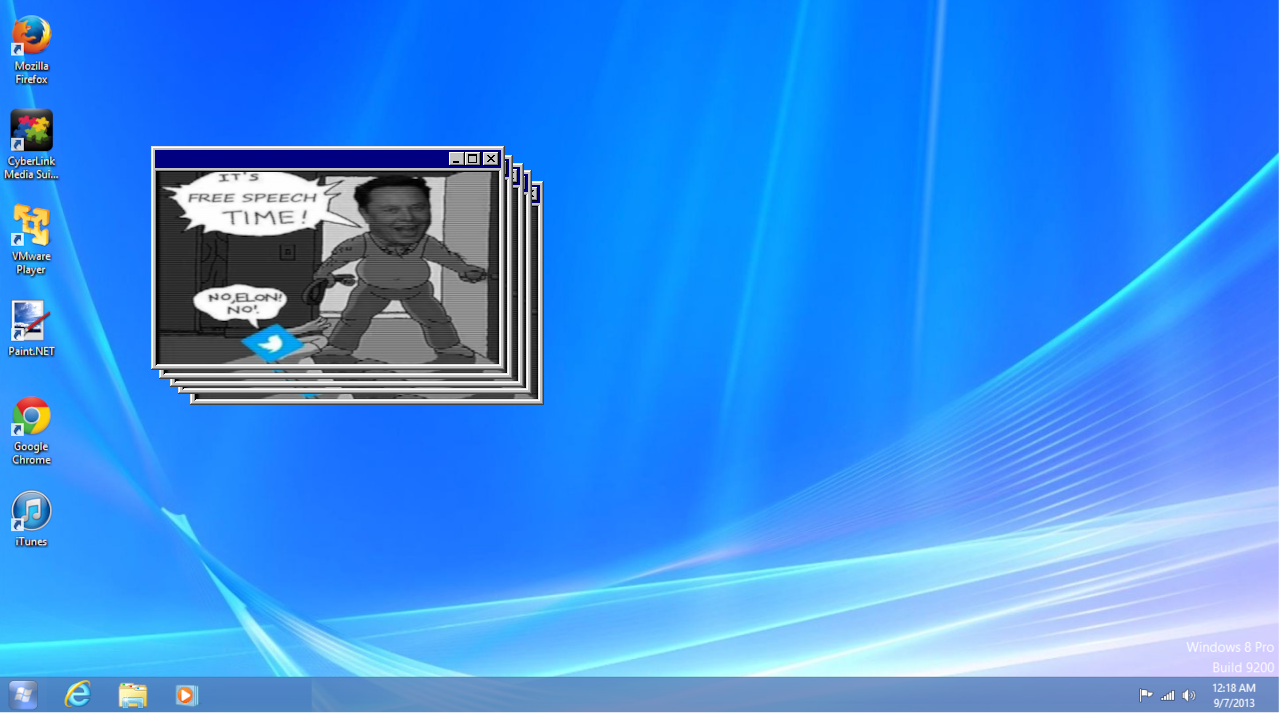 Mozilla
Firefox
CyberLink
Media Sui...
VMware
Player
Paint.NET
Google
Chrome
iTunes
IT'S
FREE SPEECH
TIME!
NO, ELON!
NO!
Windows 8 Pro
Build 9200
12:18 AM
9/7/2013